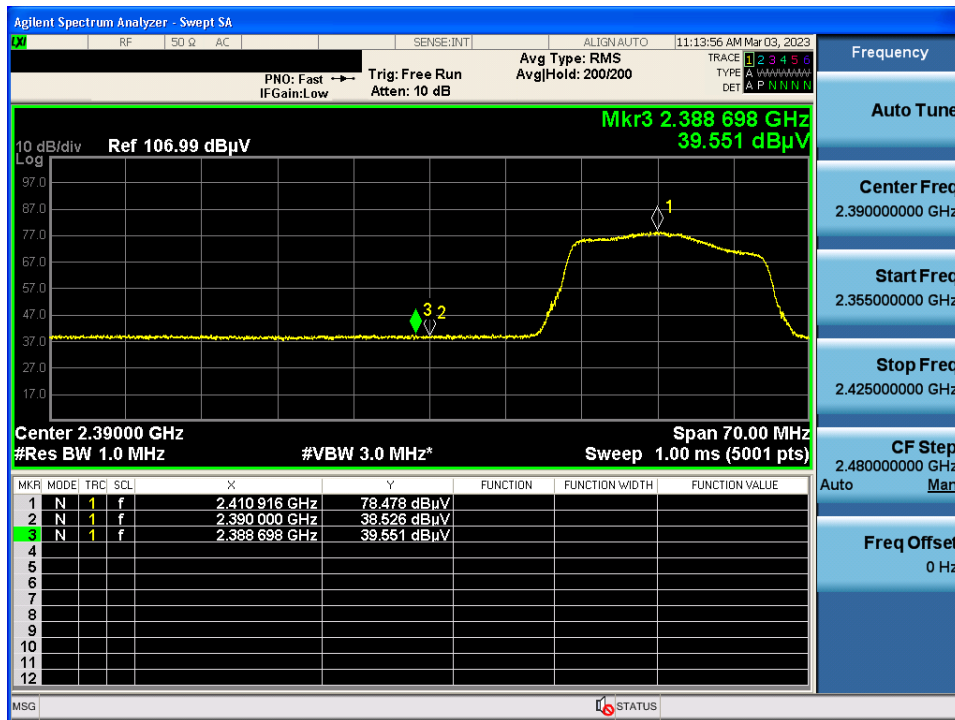 Agilent Spectrum Analyzer - Swept SA
LXI RF 50 Ω AC SENSE:INT ALIGN AUTO 11:13:56 AM Mar 03, 2023
Frequency
PNO: Fast
IFGain:Low
Trig: Free Run
Atten: 10 dB
Avg Type: RMS
Avg|Hold: 200/200
TRACE 1 2 3 4 5 6
TYPE A WWWWW
DET A P N N N N
Auto Tune
Mkr3 2.388 698 GHz
39.551 dBµV
10 dB/div Ref 106.99 dBµV
Log
97.0
87.0
77.0
67.0
57.0
47.0
37.0
27.0
17.0
1
3 2
Center 2.39000 GHz Span 70.00 MHz
#Res BW 1.0 MHz #VBW 3.0 MHz* Sweep 1.00 ms (5001 pts)
Center Freq
2.390000000 GHz
Start Freq
2.355000000 GHz
Stop Freq
2.425000000 GHz
CF Step
2.480000000 GHz
Auto Man
Freq Offset
0 Hz
MKR MODE TRC SCL X Y FUNCTION FUNCTION WIDTH FUNCTION VALUE
1 N 1 f 2.410 916 GHz 78.478 dBµV
2 N 1 f 2.390 000 GHz 38.526 dBµV
3 N 1 f 2.388 698 GHz 39.551 dBµV
4
5
6
7
8
9
10
11
12
MSG STATUS